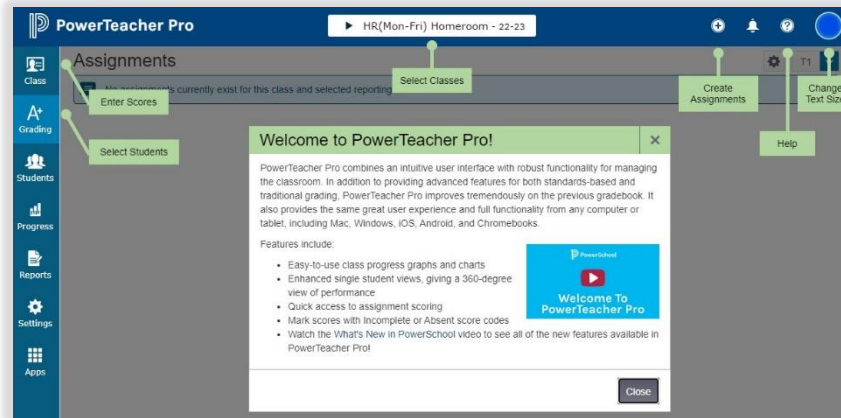 PowerTeacher Pro
HR(Mon-Fri) Homeroom - 22-23
Class
Grading
Students
Progress
Reports
Settings
Apps
Assignments
T1
currently exist for this class and selected reporting
Enter Scores
Select Students
Select Classes
Create
Assignments
Help
Change
Text Size
Welcome to PowerTeacher Pro!
PowerTeacher Pro combines an intuitive user interface with robust functionality for managing
the classroom. In addition to providing advanced features for both standards-based and
traditional grading, PowerTeacher Pro improves tremendously on the previous gradebook. It
also provides the same great user experience and full functionality from any computer or
tablet, including Mac, Windows, iOS, Android, and Chromebooks.
Features include:
• Easy-to-use class progress graphs and charts
• Enhanced single student views, giving a 360-degree
view of performance
• Quick access to assignment scoring
• Mark scores with Incomplete or Absent score codes
• Watch the What's New in PowerSchool video to see all of the new features available in
PowerTeacher Pro!
PowerSchool
Welcome To
PowerTeacher Pro
Close